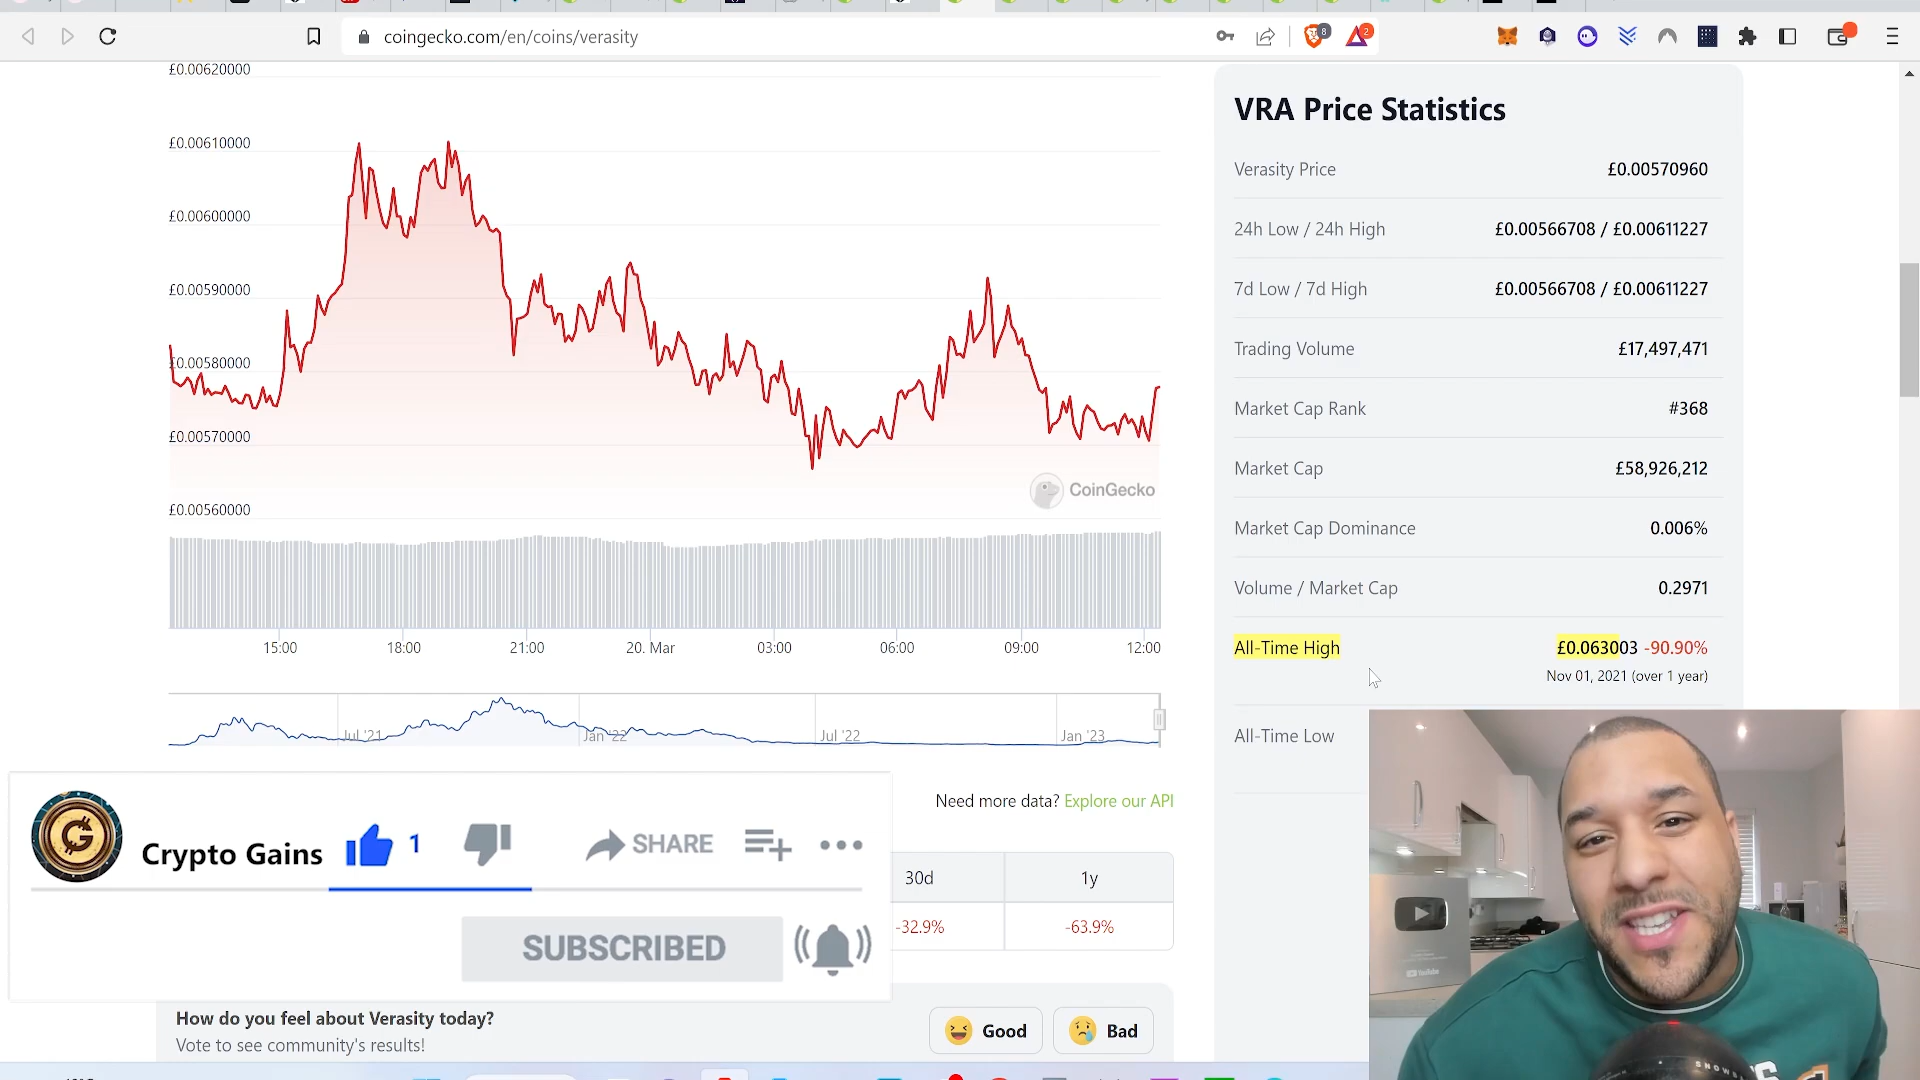 coingecko.com/en/coins/verasity
8
2
£0.00620000
£0.00610000
£0.00600000
£0.00590000
£0.00580000
£0.00570000
£0.00560000
CoinGecko
15:00
18:00
21:00
20. Mar
03:00
06:00
09:00
12:00
Jul '21
Jan '22
Jul '22
Jan '23
VRA Price Statistics
Verasity Price £0.00570960
24h Low / 24h High £0.00566708 / £0.00611227
7d Low / 7d High £0.00566708 / £0.00611227
Trading Volume £17,497,471
Market Cap Rank #368
Market Cap £58,926,212
Market Cap Dominance 0.006%
Volume / Market Cap 0.2971
All-Time High £0.063003 -90.90%
Nov 01, 2021 (over 1 year)
All-Time Low
Need more data? Explore our API
Crypto Gains
1
SHARE
SUBSCRIBED
30d 1y
-32.9% -63.9%
How do you feel about Verasity today?
Vote to see community's results!
Good
Bad
YouTube